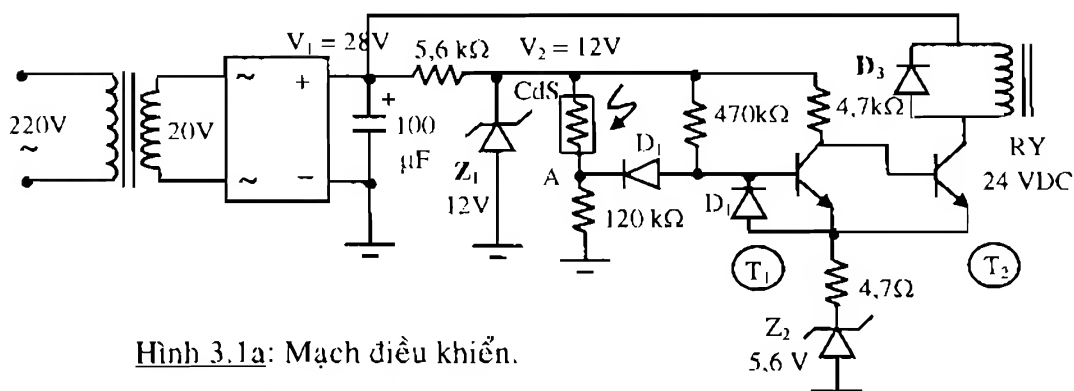 V₁ = 28V
5,6 kΩ
V₂ = 12V
D₃
4,7kΩ
CdS
470kΩ
220V
~
20V
~
+
~
−
+
100
µF
Z₁
12V
A
D₁
D₁
120 kΩ
RY
24 VDC
T₁
T₂
4,7Ω
Z₂
5,6 V
Hình 3.1a: Mạch điều khiển.